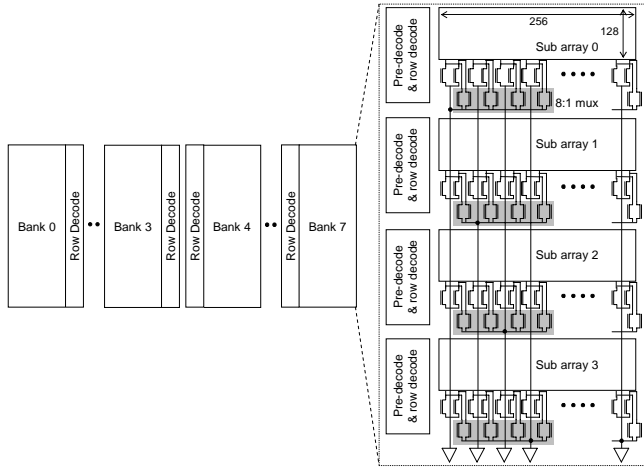 Bank 0
Row Decode
Bank 3
Row Decode
Row Decode
Bank 4
Row Decode
Bank 7
Pre-decode
& row decode
256
128
Sub array 0
8:1 mux
Pre-decode
& row decode
Sub array 1
Pre-decode
& row decode
Sub array 2
Pre-decode
& row decode
Sub array 3